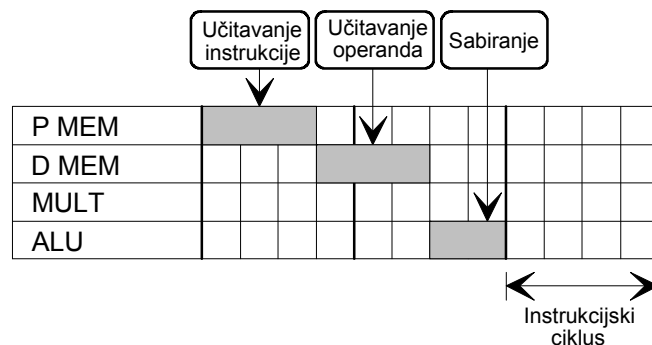 Učitavanje
instrukcije
Učitavanje
operanda
Sabiranje
P MEM
D MEM
MULT
ALU
Instrukcijski
ciklus